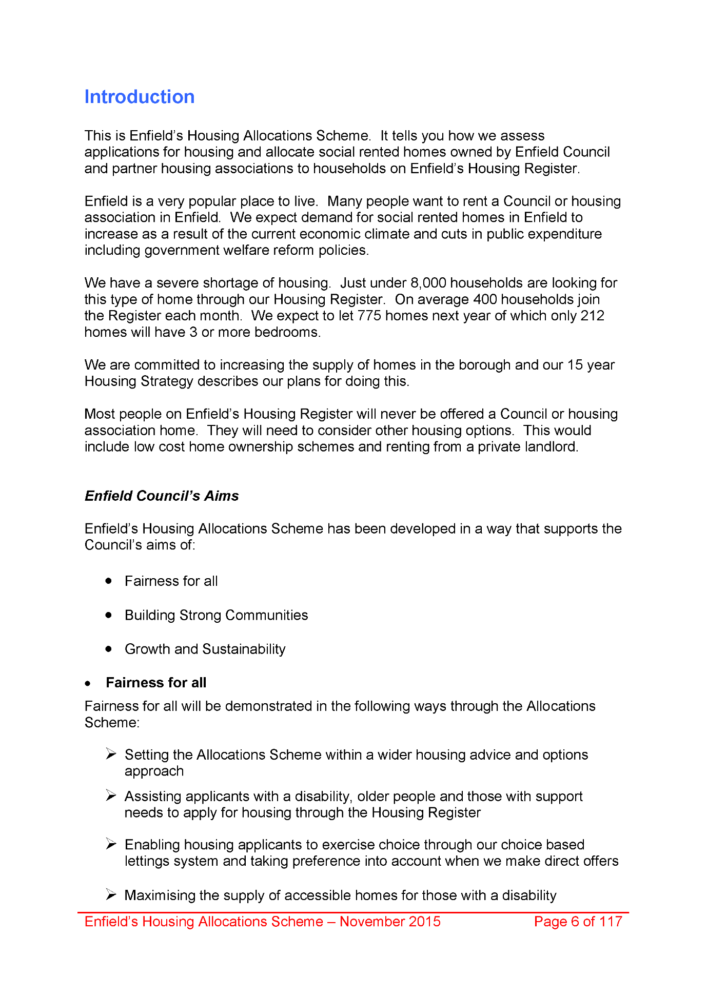 Introduction
This is Enfield’s Housing Allocations Scheme.  It tells you how we assess
applications for housing and allocate social rented homes owned by Enfield Council
and partner housing associations to households on Enfield’s Housing Register.
Enfield is a very popular place to live.  Many people want to rent a Council or housing
association in Enfield.  We expect demand for social rented homes in Enfield to
increase as a result of the current economic climate and cuts in public expenditure
including government welfare reform policies.
We have a severe shortage of housing.  Just under 8,000 households are looking for
this type of home through our Housing Register.  On average 400 households join
the Register each month.  We expect to let 775 homes next year of which only 212
homes will have 3 or more bedrooms.
We are committed to increasing the supply of homes in the borough and our 15 year
Housing Strategy describes our plans for doing this.
Most people on Enfield’s Housing Register will never be offered a Council or housing
association home.  They will need to consider other housing options.  This would
include low cost home ownership schemes and renting from a private landlord.
Enfield Council’s Aims
Enfield’s Housing Allocations Scheme has been developed in a way that supports the
Council’s aims of:
• Fairness for all
• Building Strong Communities
• Growth and Sustainability
• Fairness for all
Fairness for all will be demonstrated in the following ways through the Allocations
Scheme:
➢ Setting the Allocations Scheme within a wider housing advice and options
approach
➢ Assisting applicants with a disability, older people and those with support
needs to apply for housing through the Housing Register
➢ Enabling housing applicants to exercise choice through our choice based
lettings system and taking preference into account when we make direct offers
➢ Maximising the supply of accessible homes for those with a disability
Enfield’s Housing Allocations Scheme – November 2015 Page 6 of 117